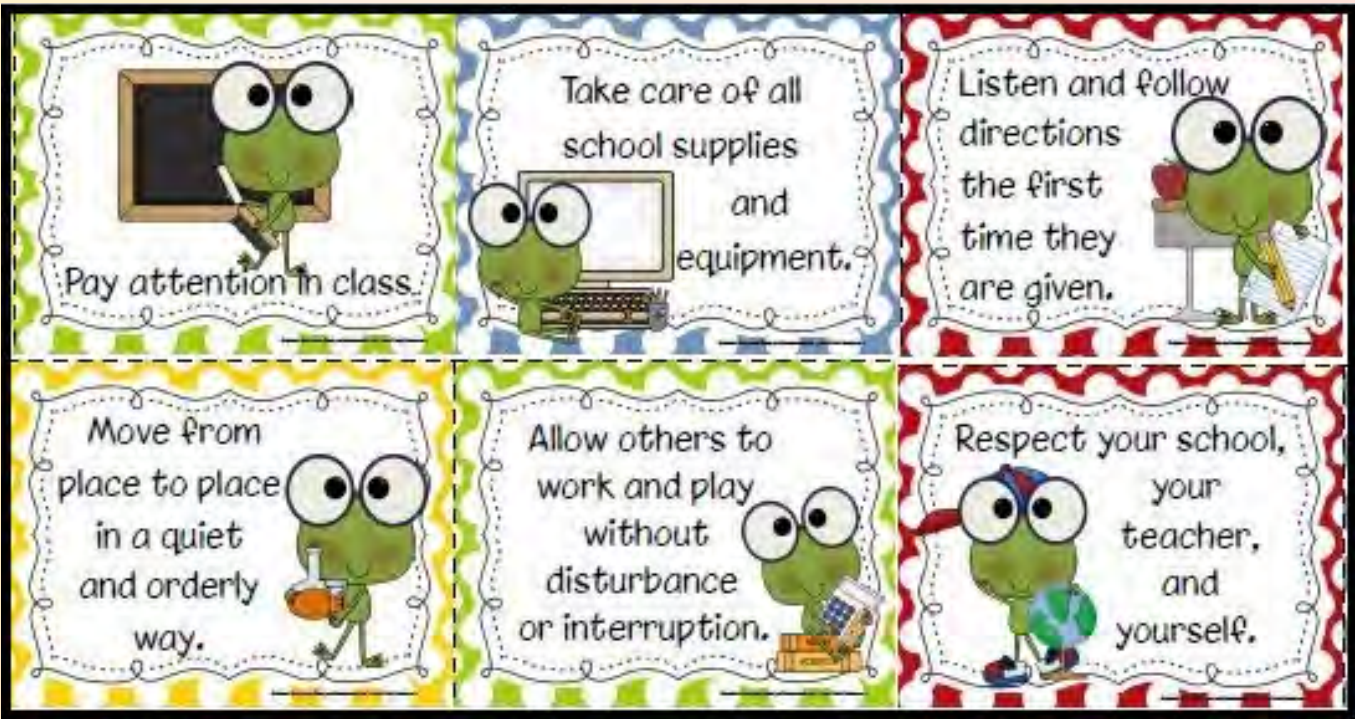 Pay attention in class.
Take care of all
school supplies
and
equipment.
Listen and follow
directions
the first
time they
are given.
Move from
place to place
in a quiet
and orderly
way.
Allow others to
work and play
without
disturbance
or interruption.
Respect your school,
your
teacher,
and
yourself.